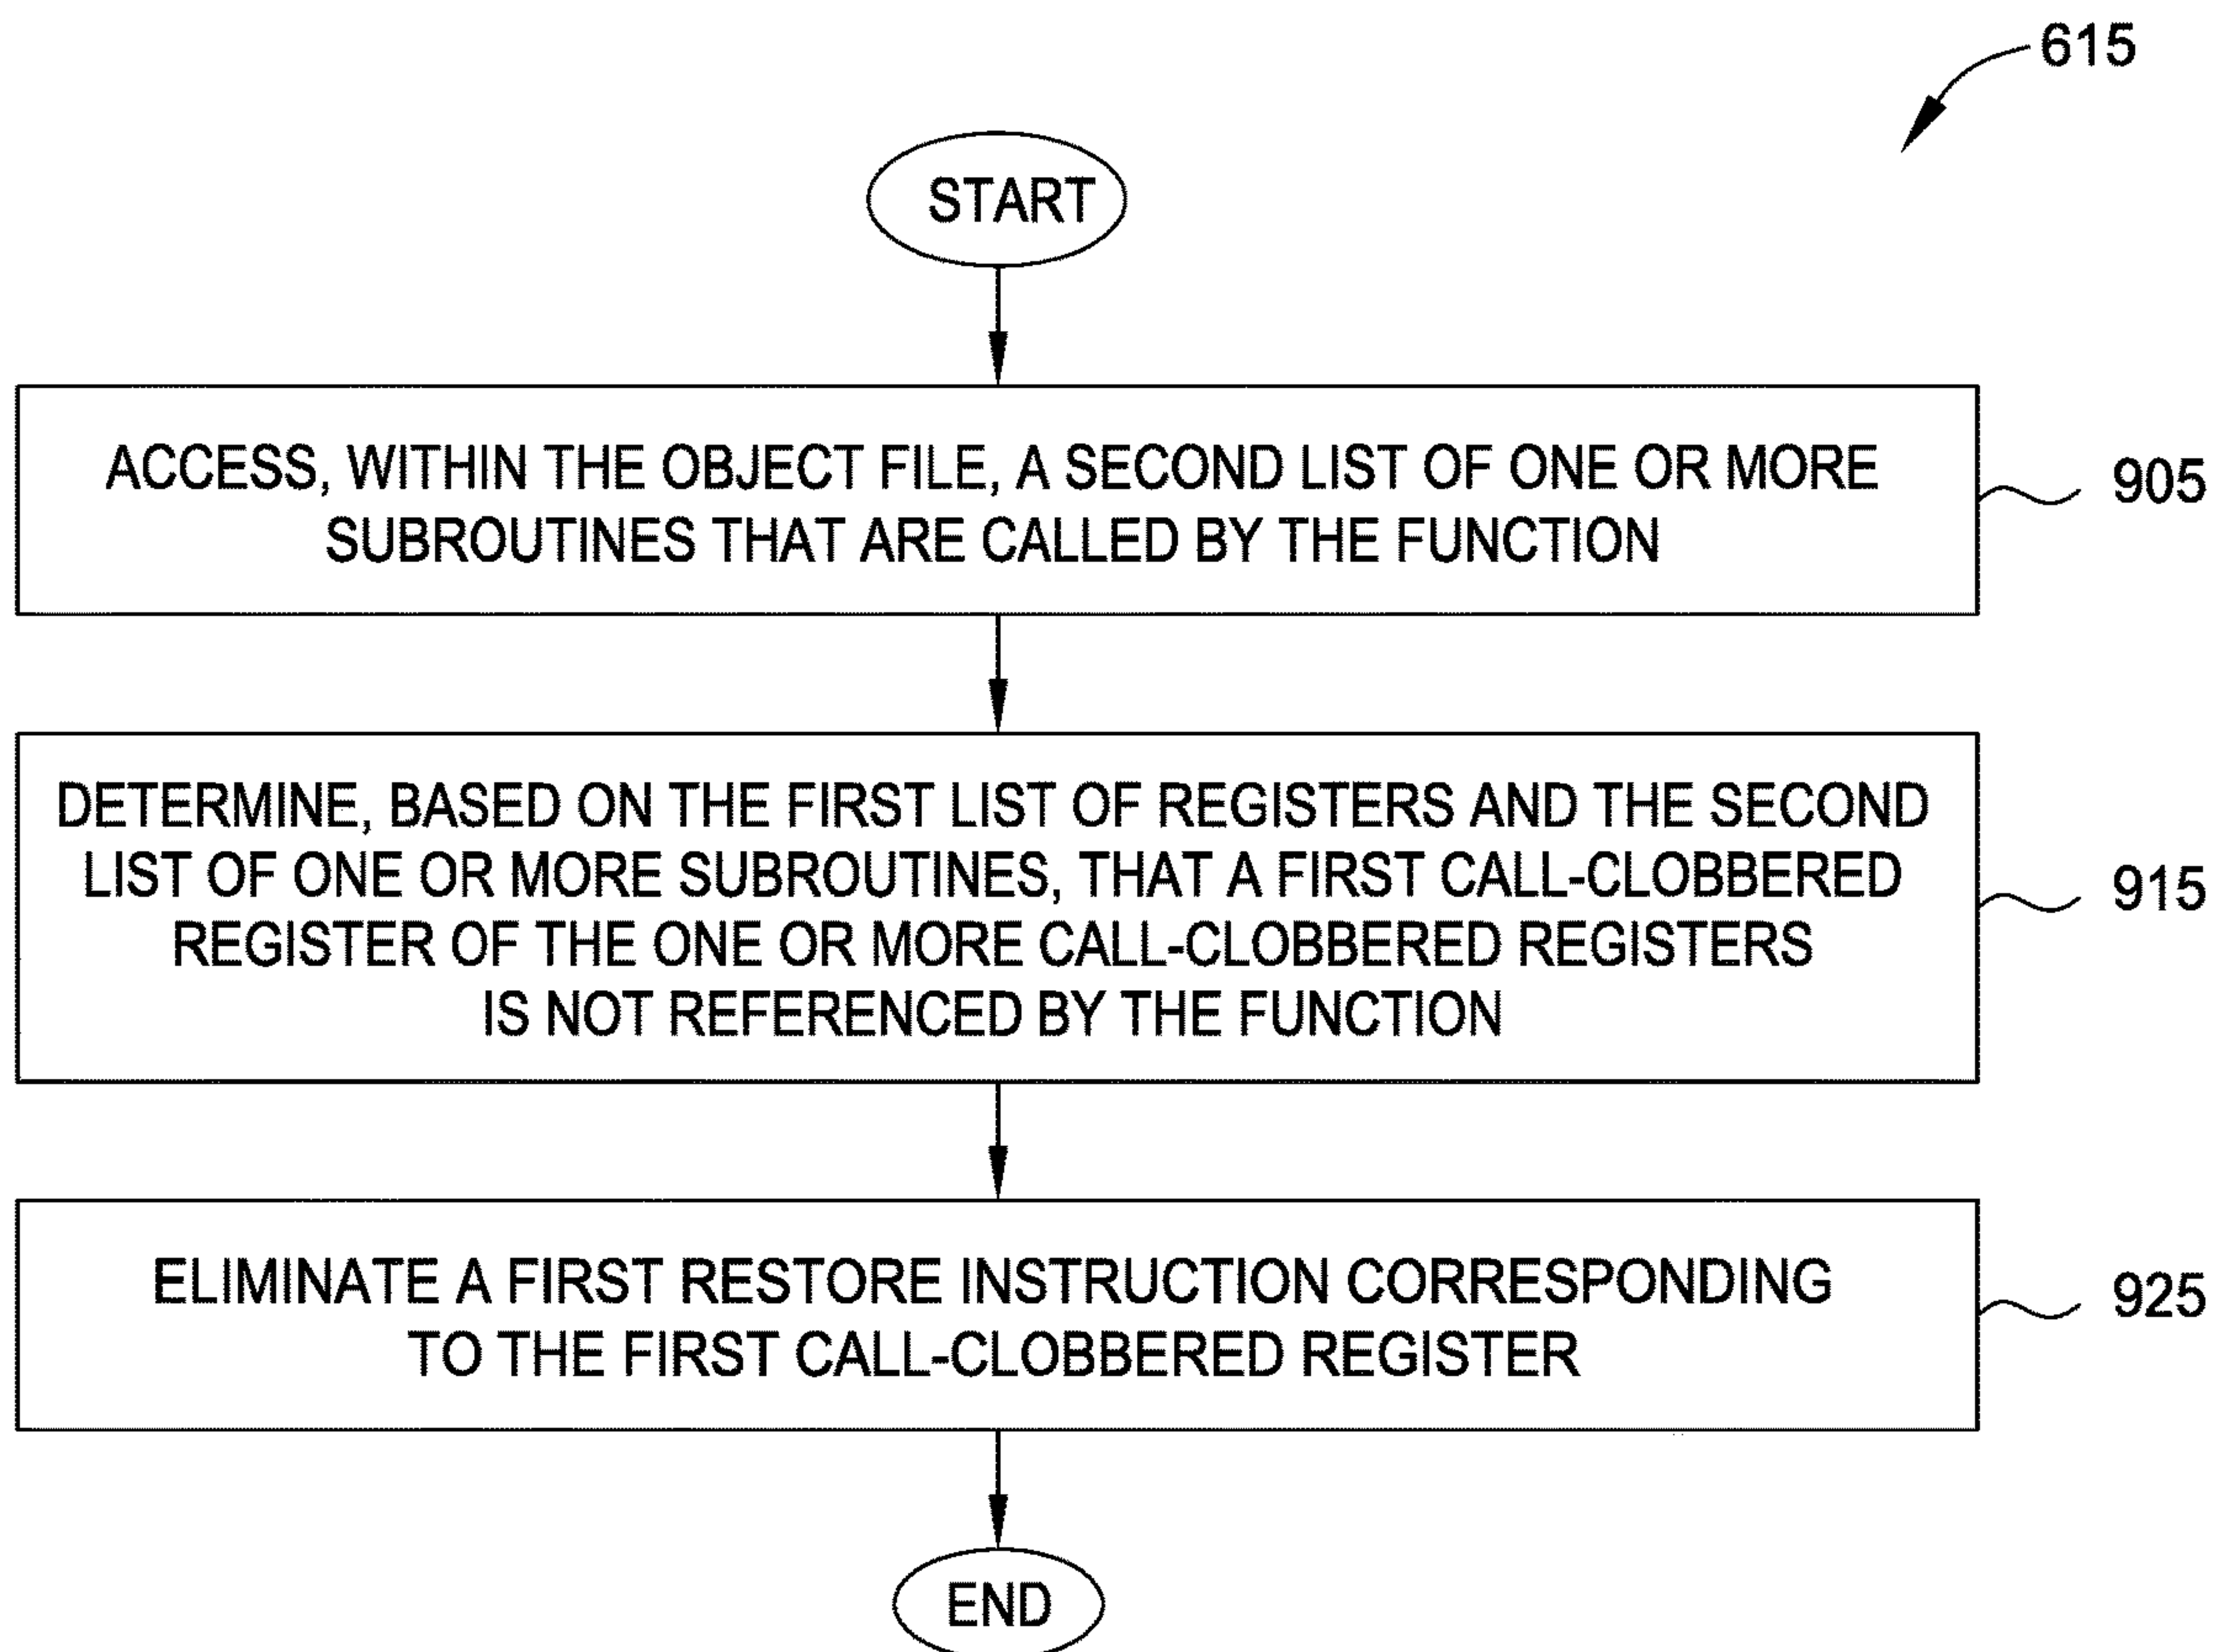 615
START
ACCESS, WITHIN THE OBJECT FILE, A SECOND LIST OF ONE OR MORE
SUBROUTINES THAT ARE CALLED BY THE FUNCTION
905
DETERMINE, BASED ON THE FIRST LIST OF REGISTERS AND THE SECOND
LIST OF ONE OR MORE SUBROUTINES, THAT A FIRST CALL-CLOBBERED
REGISTER OF THE ONE OR MORE CALL-CLOBBERED REGISTERS
IS NOT REFERENCED BY THE FUNCTION
915
ELIMINATE A FIRST RESTORE INSTRUCTION CORRESPONDING
TO THE FIRST CALL-CLOBBERED REGISTER
925
END